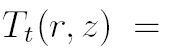 T_t(r, z) =